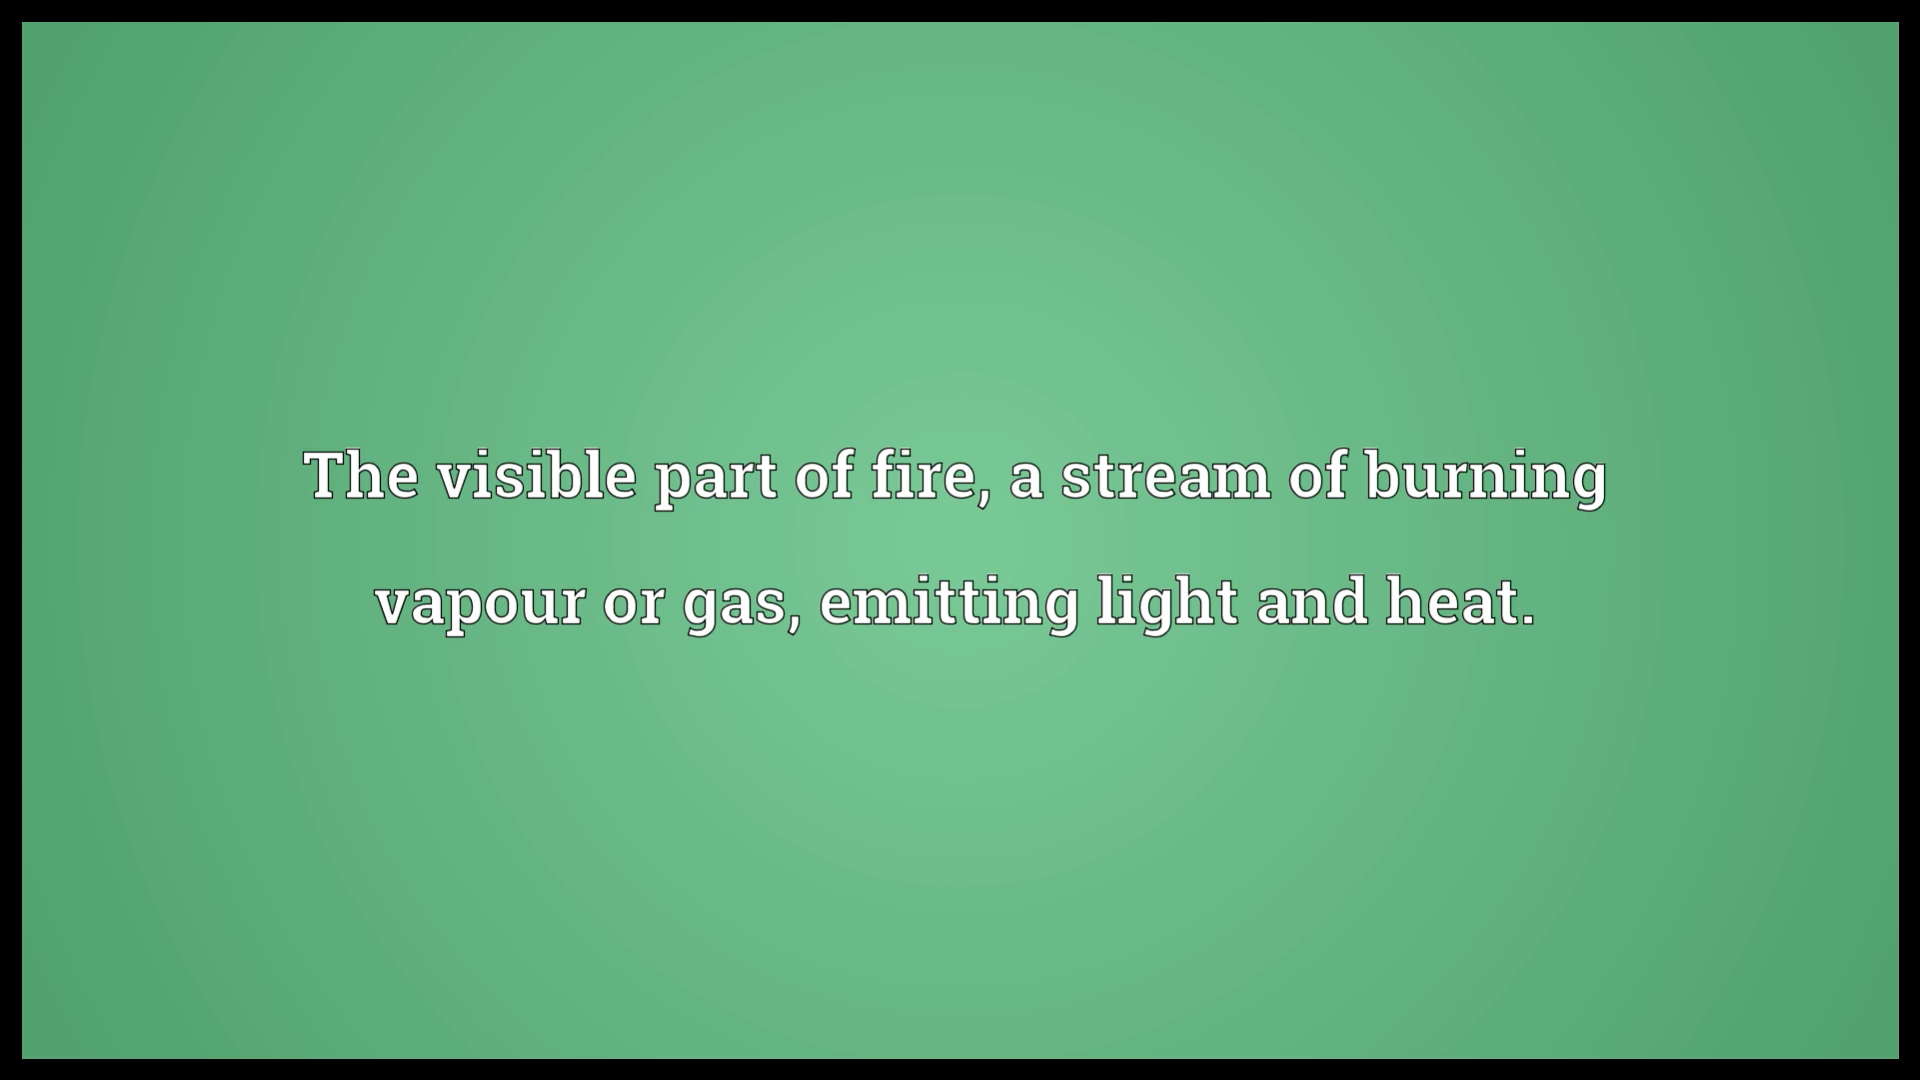 The visible part of fire, a stream of burning
vapour or gas, emitting light and heat.